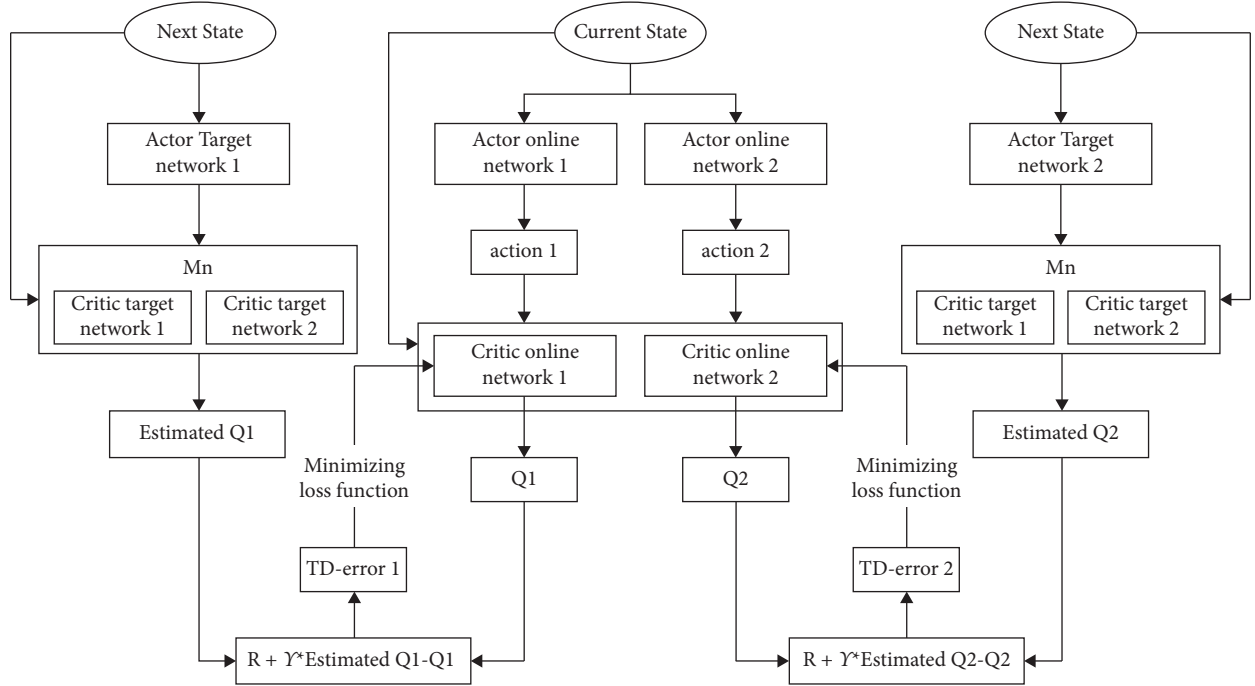 Next State
Current State
Next State
Actor Target
network 1
Actor online
network 1
Actor online
network 2
Actor Target
network 2
action 1
action 2
Mn
Critic target
network 1
Critic target
network 2
Mn
Critic target
network 1
Critic target
network 2
Critic online
network 1
Critic online
network 2
Estimated Q1
Estimated Q2
Minimizing
loss function
Q1
Q2
Minimizing
loss function
TD-error 1
TD-error 2
R + ϒ*Estimated Q1-Q1
R + ϒ*Estimated Q2-Q2